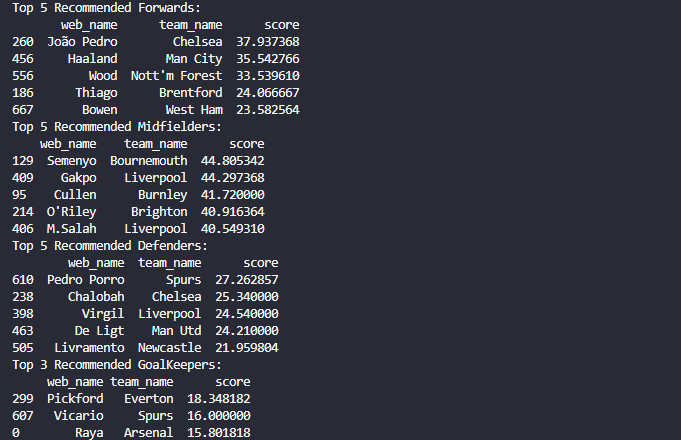 Top 5 Recommended Forwards:
web_name team_name score
260 João Pedro Chelsea 37.937368
456 Haaland Man City 35.542766
556 Wood Nott'm Forest 33.539610
186 Thiago Brentford 24.066667
667 Bowen West Ham 23.582564
Top 5 Recommended Midfielders:
web_name team_name score
129 Semenyo Bournemouth 44.805342
409 Gakpo Liverpool 44.297368
95 Cullen Burnley 41.720000
214 O'Riley Brighton 40.916364
406 M.Salah Liverpool 40.549310
Top 5 Recommended Defenders:
web_name team_name score
610 Pedro Porro Spurs 27.262857
238 Chalobah Chelsea 25.340000
398 Virgil Liverpool 24.540000
463 De Ligt Man Utd 24.210000
505 Livramento Newcastle 21.959804
Top 3 Recommended GoalKeepers:
web_name team_name score
299 Pickford Everton 18.348182
607 Vicario Spurs 16.000000
0 Raya Arsenal 15.801818